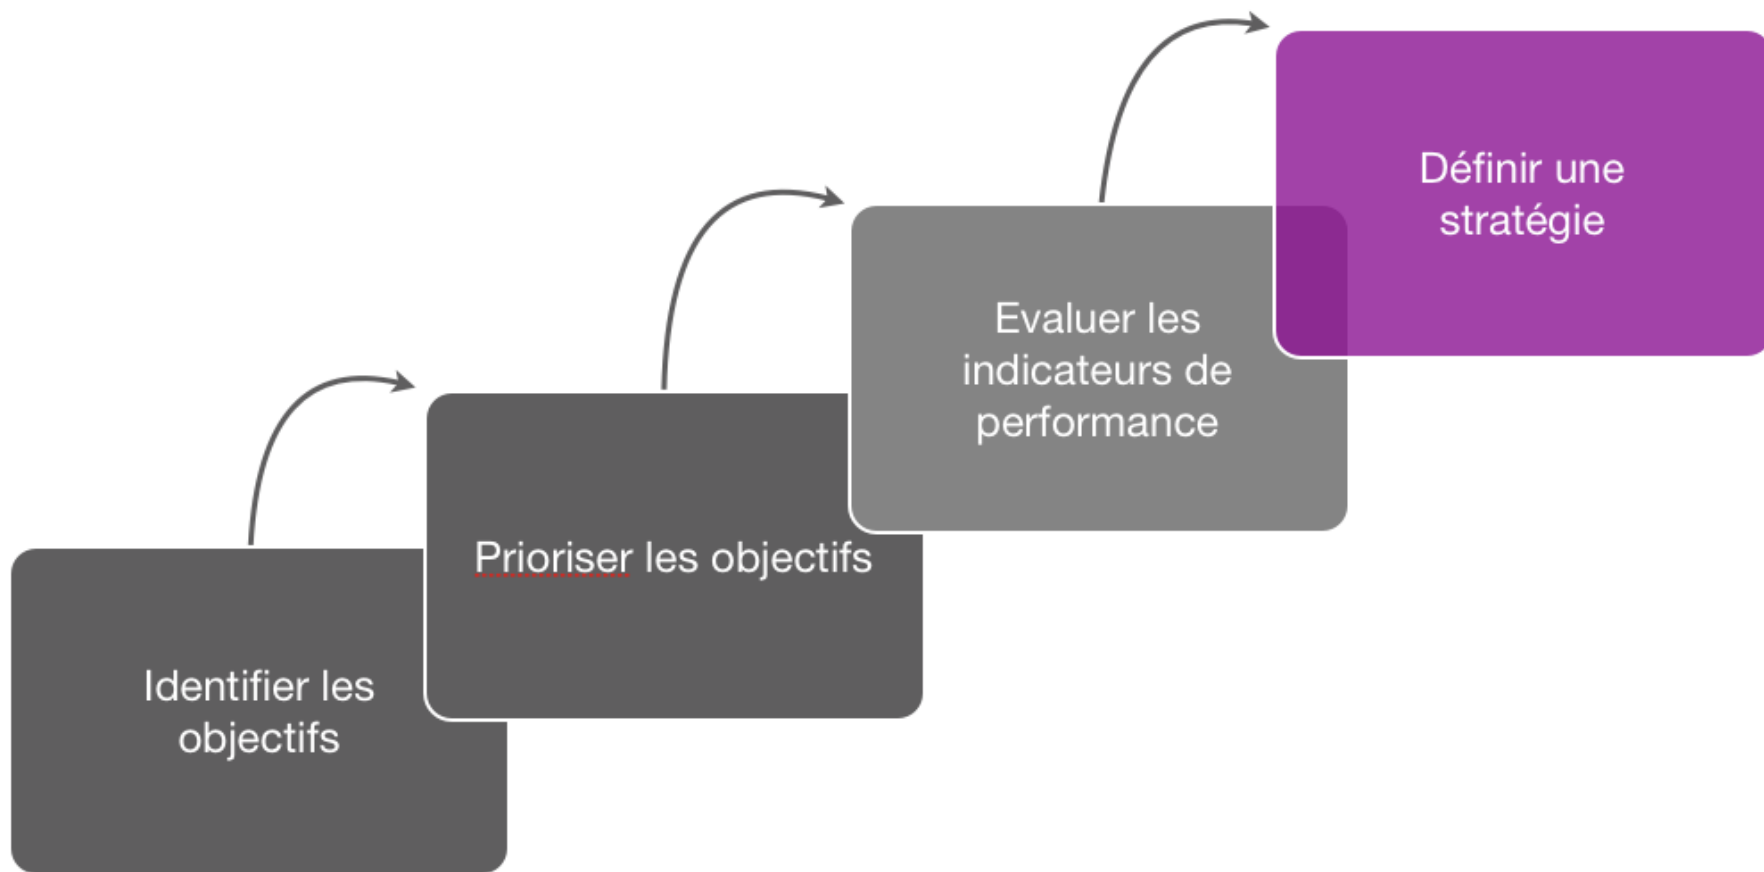 Définir une
stratégie
Evaluer les
indicateurs de
performance
Prioriser les objectifs
Identifier les
objectifs